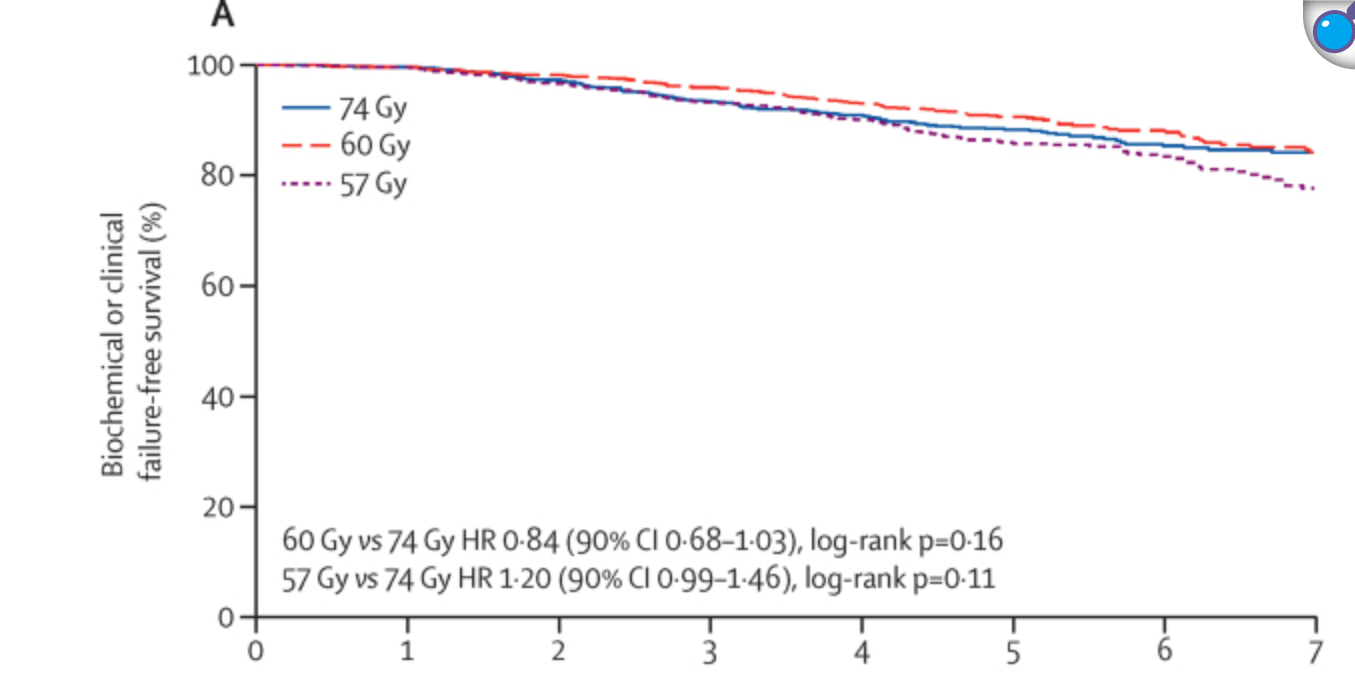 A
100
80
60
40
20
0
Biochemical or clinical
failure-free survival (%)
74 Gy
60 Gy
57 Gy
60 Gy vs 74 Gy HR 0·84 (90% CI 0·68–1·03), log-rank p=0·16
57 Gy vs 74 Gy HR 1·20 (90% CI 0·99–1·46), log-rank p=0·11
0 1 2 3 4 5 6 7